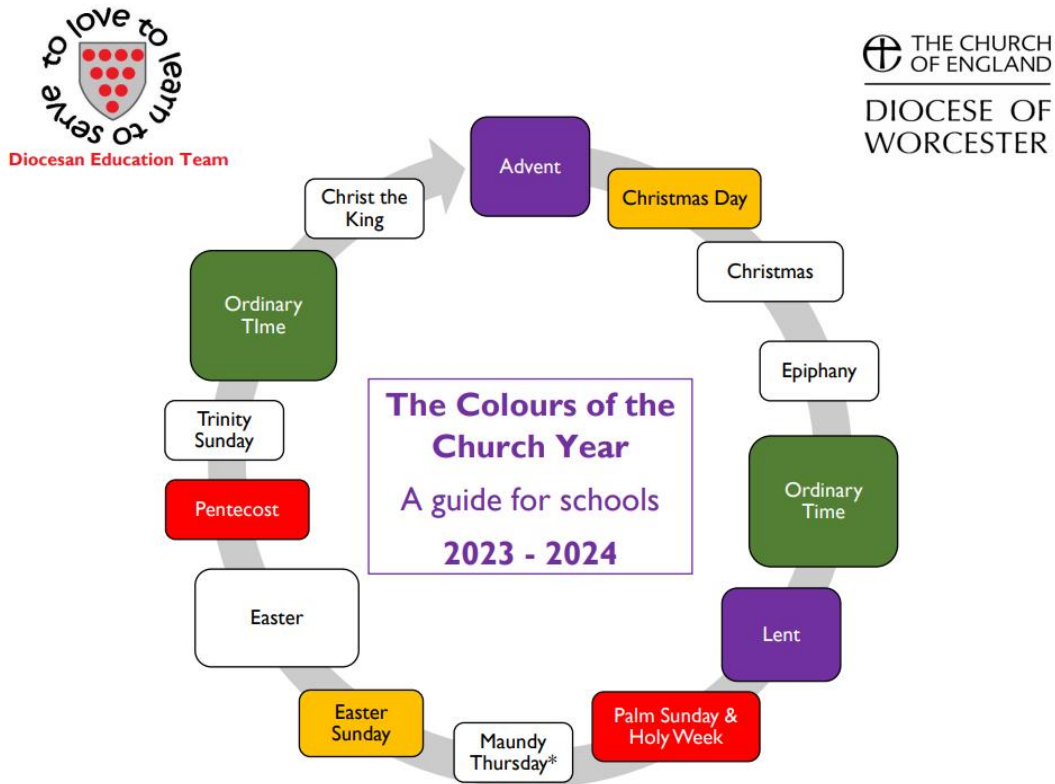 to love to learn to serve
Diocesan Education Team
THE CHURCH
OF ENGLAND
DIOCESE OF
WORCESTER
Advent
Christmas Day
Christmas
Epiphany
Ordinary
Time
Lent
Palm Sunday &
Holy Week
Maundy
Thursday*
Easter
Sunday
Easter
Pentecost
Trinity
Sunday
Ordinary
TIme
Christ the
King
The Colours of the
Church Year
A guide for schools
2023 - 2024